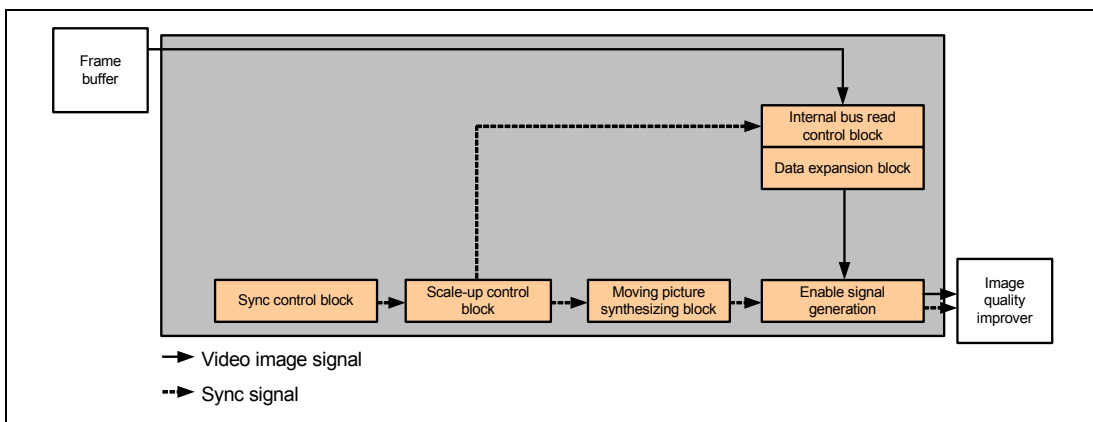 Frame
buffer
Internal bus read
control block
Data expansion block
Sync control block
Scale-up control
block
Moving picture
synthesizing block
Enable signal
generation
Image
quality
improver
Video image signal
Sync signal